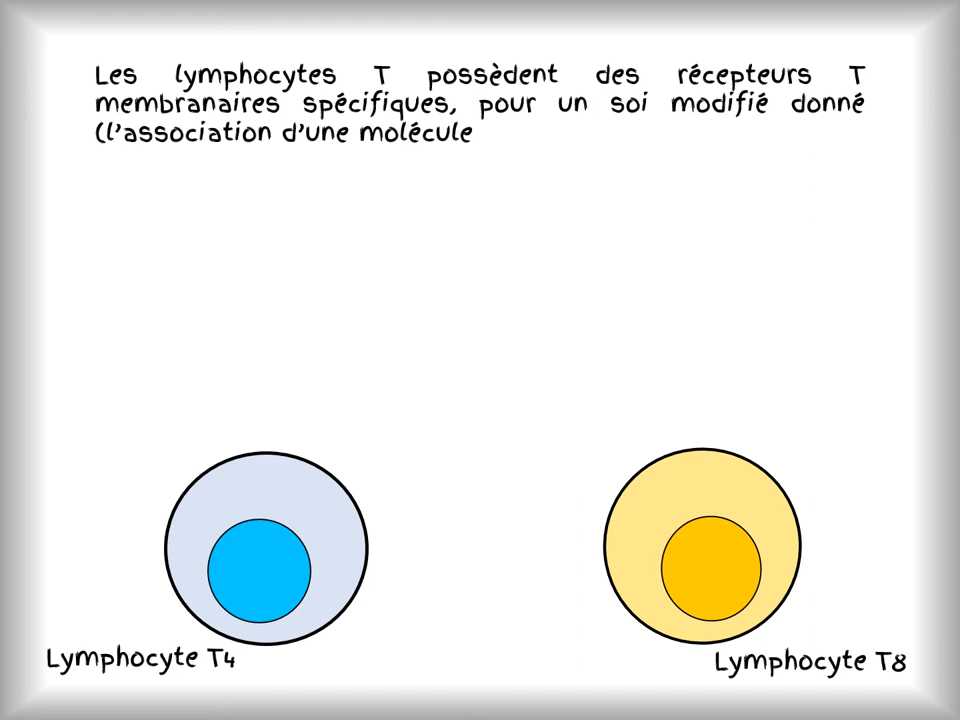 Les lymphocytes T possèdent des récepteurs T
membranaires spécifiques, pour un soi modifié donné
(l'association d'une molécule
Lymphocyte T4
Lymphocyte T8